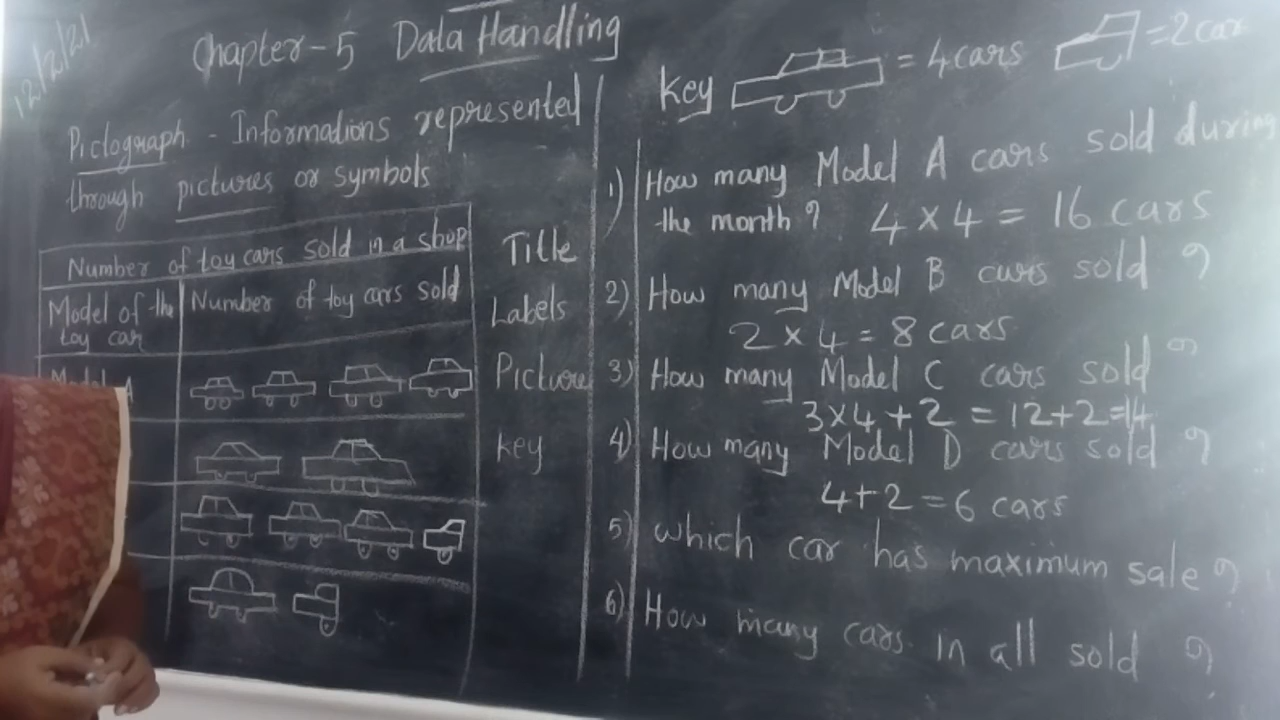 12/2/21
Chapter-5 Data Handling
Pictograph - Informations represented
through pictures or symbols
Number of toy cars sold in a shop
Model of the
toy car
Number of toy cars sold
Model A
Title
Labels
Picture
key
Key = 4 cars = 2 car
1) How many Model A cars sold during
the month ? 4 × 4 = 16 cars
2) How many Model B cars sold ?
2 × 4 = 8 cars
3) How many Model C cars sold ?
3×4 + 2 = 12+2=14
4) How many Model D cars sold ?
4+2 = 6 cars
5) which car has maximum sale ?
6) How many cars in all sold ?